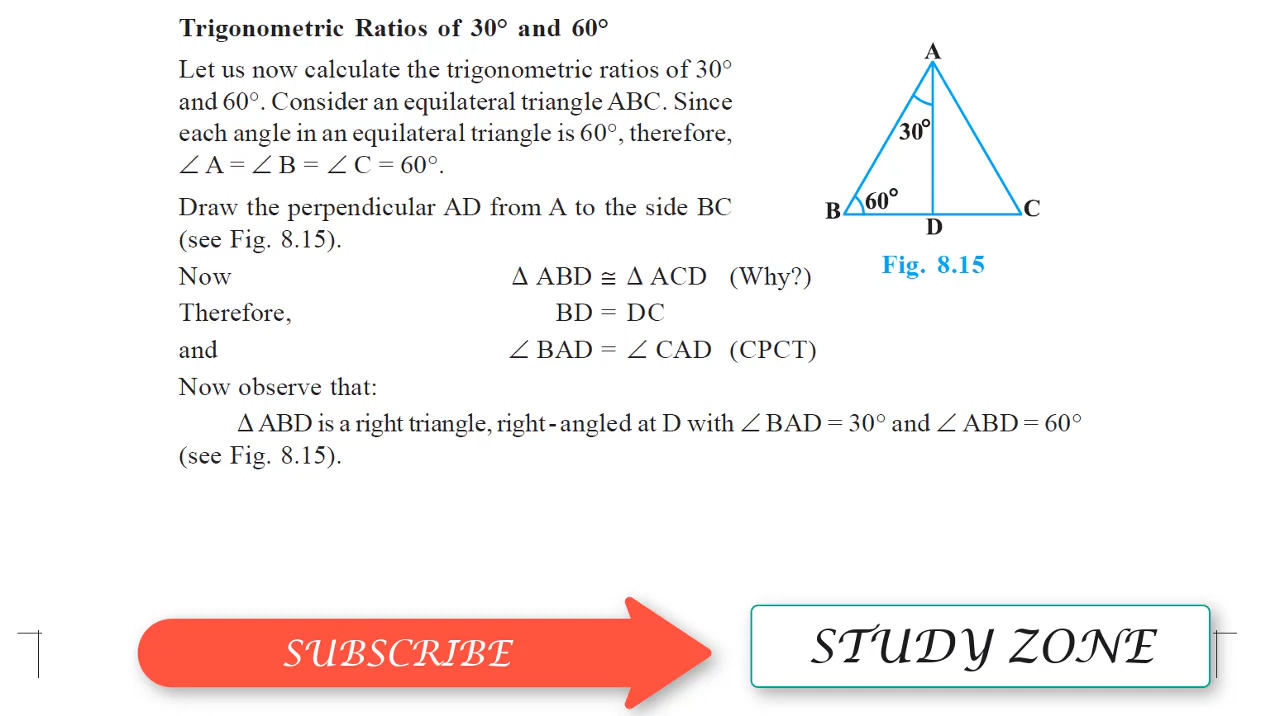 Trigonometric Ratios of 30° and 60°
Let us now calculate the trigonometric ratios of 30°
and 60°. Consider an equilateral triangle ABC. Since
each angle in an equilateral triangle is 60°, therefore,
∠ A = ∠ B = ∠ C = 60°.
Draw the perpendicular AD from A to the side BC
(see Fig. 8.15).
A
30°
B
60°
C
D
Fig. 8.15
Now Δ ABD ≅ Δ ACD (Why?)
Therefore, BD = DC
and ∠ BAD = ∠ CAD (CPCT)
Now observe that:
Δ ABD is a right triangle, right-angled at D with ∠ BAD = 30° and ∠ ABD = 60°
(see Fig. 8.15).
SUBSCRIBE
STUDY ZONE